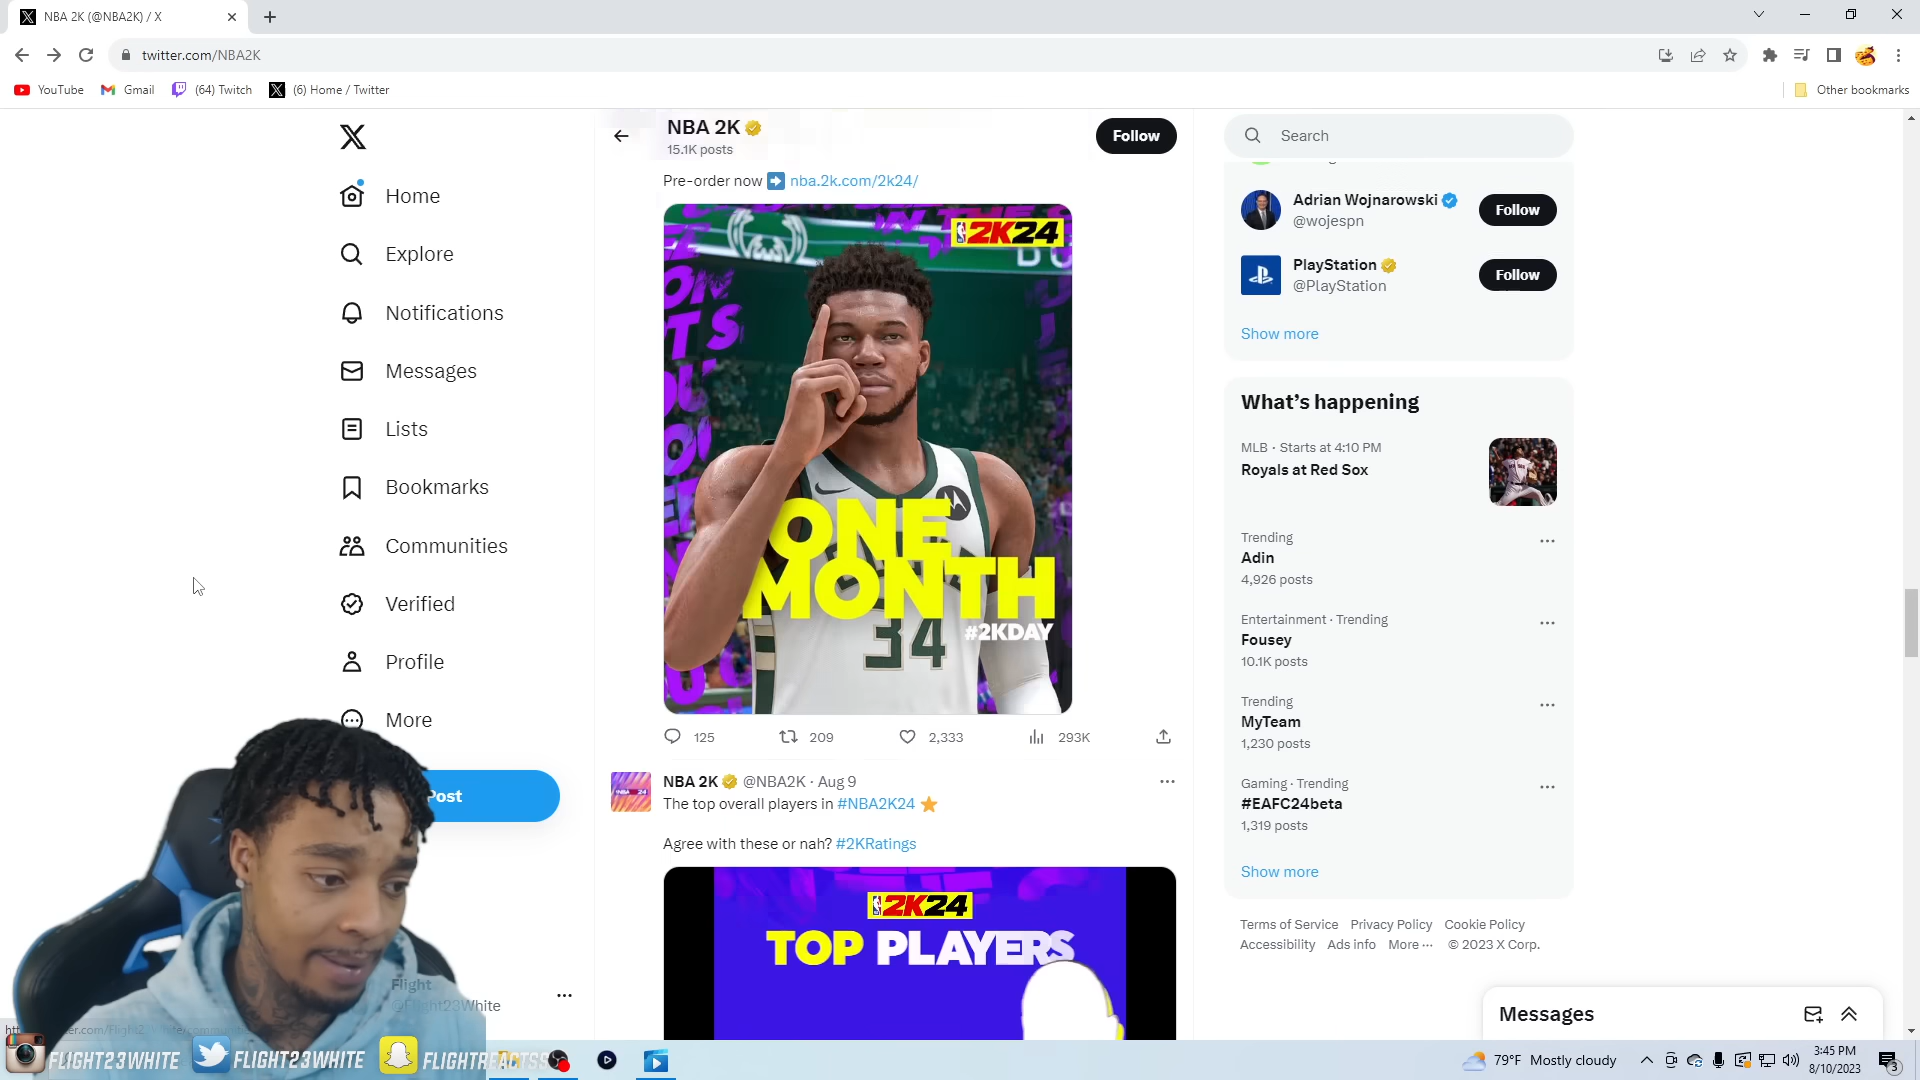 NBA 2K (@NBA2K) / X
twitter.com/NBA2K
YouTube
Gmail
(64) Twitch
(6) Home / Twitter
Other bookmarks
Home
Explore
Notifications
Messages
Lists
Bookmarks
Communities
Verified
Profile
More
Post
Flight
@Flight23White
NBA 2K
15.1K posts
Follow
Pre-order now ➡️ nba.2k.com/2k24/
2K24
ONE
MONTH
#2KDAY
34
125
209
2,333
293K
NBA 2K @NBA2K · Aug 9
The top overall players in #NBA2K24 ⭐
Agree with these or nah? #2KRatings
2K24
TOP PLAYERS
Search
Adrian Wojnarowski
@wojespn
Follow
PlayStation
@PlayStation
Follow
Show more
What's happening
MLB · Starts at 4:10 PM
Royals at Red Sox
Trending
Adin
4,926 posts
Entertainment · Trending
Fousey
10.1K posts
Trending
MyTeam
1,230 posts
Gaming · Trending
#EAFC24beta
1,319 posts
Show more
Terms of Service Privacy Policy Cookie Policy
Accessibility Ads info More ··· © 2023 X Corp.
Messages
FLIGHT23WHITE
FLIGHT23WHITE
FLIGHTREACTSS
79°F Mostly cloudy
3:45 PM
8/10/2023
3